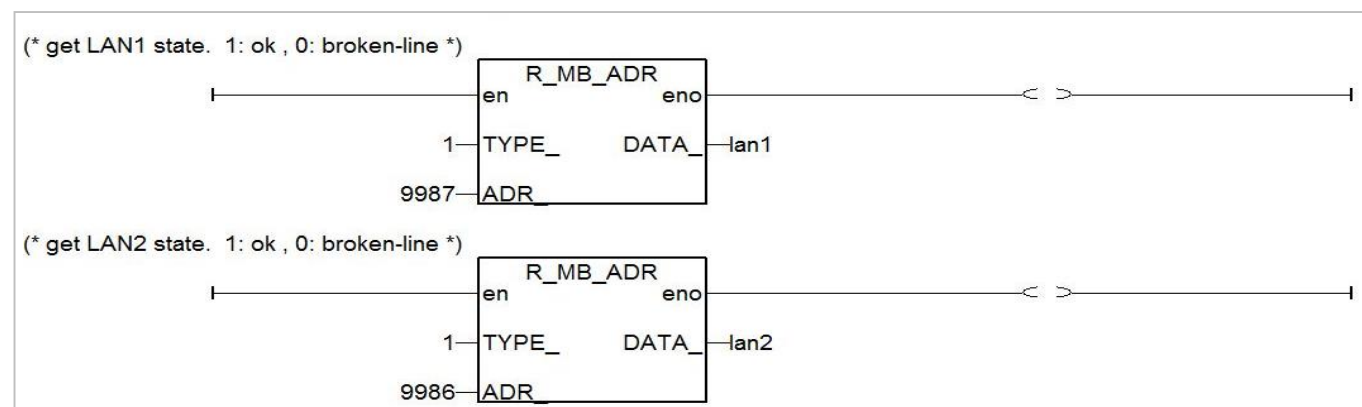 (* get LAN1 state.  1: ok , 0: broken-line *)
R_MB_ADR
en eno
1 TYPE_ DATA_ lan1
9987 ADR_
(* get LAN2 state.  1: ok , 0: broken-line *)
R_MB_ADR
en eno
1 TYPE_ DATA_ lan2
9986 ADR_